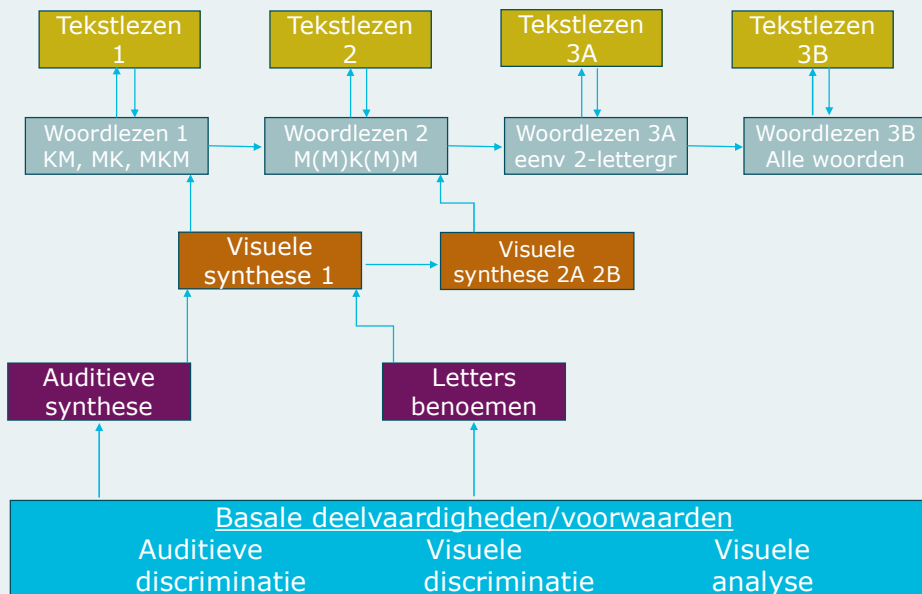 Tekstlezen
1
Tekstlezen
2
Tekstlezen
3A
Tekstlezen
3B
Woordlezen 1
KM, MK, MKM
Woordlezen 2
M(M)K(M)M
Woordlezen 3A
eenv 2-lettergr
Woordlezen 3B
Alle woorden
Visuele
synthese 1
Visuele
synthese 2A 2B
Auditieve
synthese
Letters
benoemen
Basale deelvaardigheden/voorwaarden
Auditieve Visuele Visuele
discriminatie discriminatie analyse